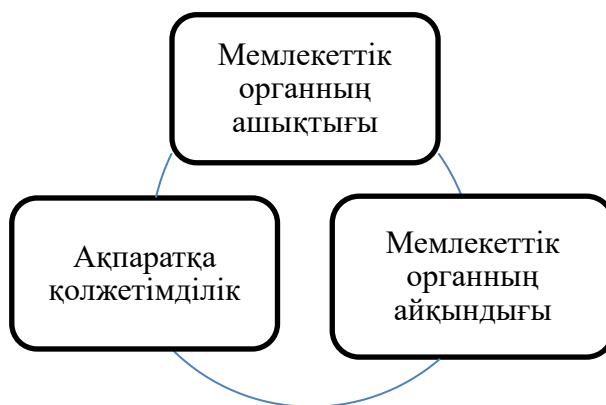 Мемлекеттік
органның
ашықтығы
Ақпаратқа
қолжетімділік
Мемлекеттік
органның
айқындығы